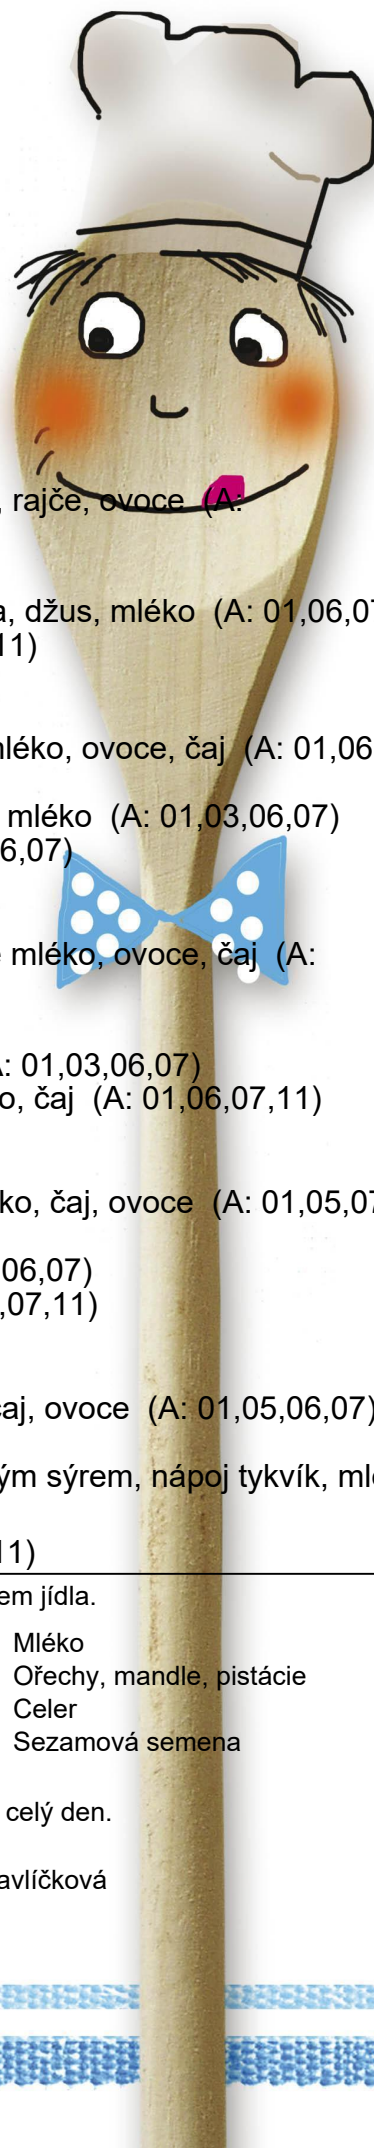 , rajče, ovoce (A:
, džus, mléko (A: 01,06,07
11)
mléko, ovoce, čaj (A: 01,06
mléko (A: 01,03,06,07)
6,07)
mléko, ovoce, čaj (A:
: 01,03,06,07)
o, čaj (A: 01,06,07,11)
ko, čaj, ovoce (A: 01,05,07
06,07)
,07,11)
čaj, ovoce (A: 01,05,06,07)
ým sýrem, nápoj tykvík, mlé
11)
em jídla.
Mléko
Ořechy, mandle, pistácie
Celer
Sezamová semena
celý den.
avlíčková